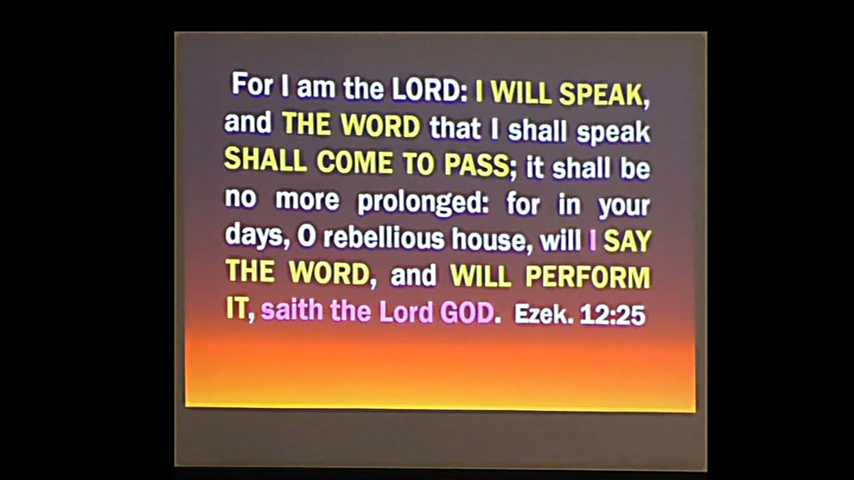 For I am the LORD: I WILL SPEAK,
and THE WORD that I shall speak
SHALL COME TO PASS; it shall be
no more prolonged: for in your
days, O rebellious house, will I SAY
THE WORD, and WILL PERFORM
IT, saith the Lord GOD. Ezek. 12:25